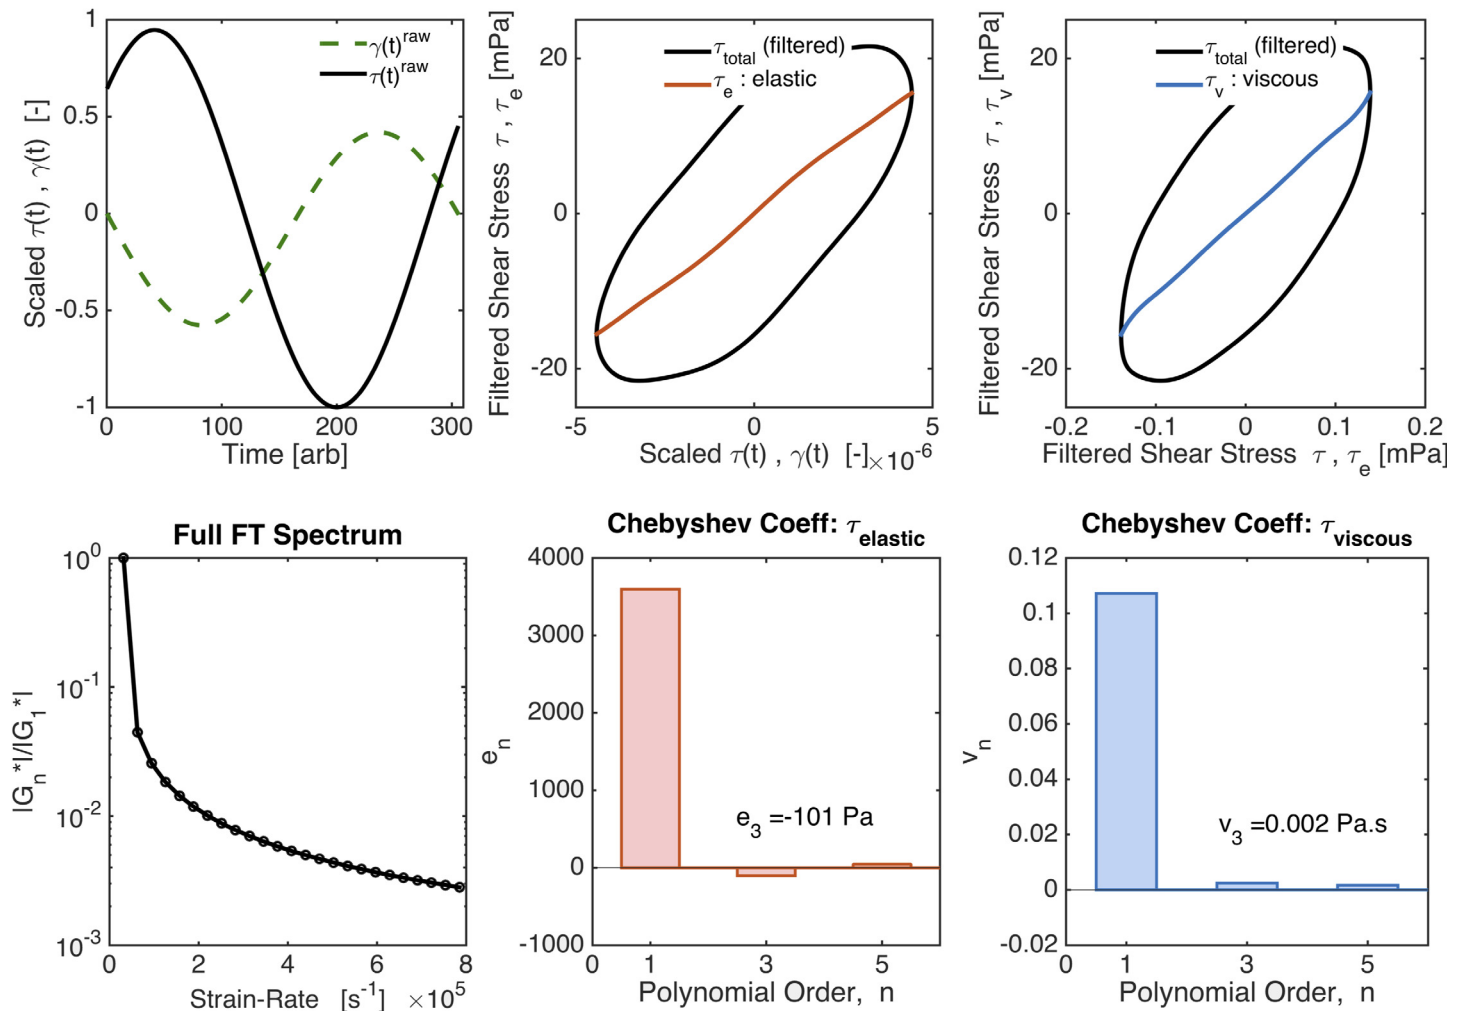 1
0.5
0
-0.5
-1
Scaled τ(t) , γ(t) [-]
γ(t)raw
τ(t)raw
0 100 200 300
Time [arb]
20
0
-20
Filtered Shear Stress τ , τe [mPa]
τtotal (filtered)
τe : elastic
-5 0 5
Scaled τ(t) , γ(t) [-]×10-6
20
0
-20
Filtered Shear Stress τ , τv [mPa]
τtotal (filtered)
τv : viscous
-0.2 -0.1 0 0.1 0.2
Filtered Shear Stress τ , τe [mPa]
Full FT Spectrum
100
10-1
10-2
10-3
|Gn*|/|G1*|
0 2 4 6 8
Strain-Rate [s-1] ×105
Chebyshev Coeff: τelastic
4000
3000
2000
1000
0
-1000
en
e3 =-101 Pa
0 1 3 5
Polynomial Order, n
Chebyshev Coeff: τviscous
0.12
0.1
0.08
0.06
0.04
0.02
0
-0.02
vn
v3 =0.002 Pa.s
0 1 3 5
Polynomial Order, n